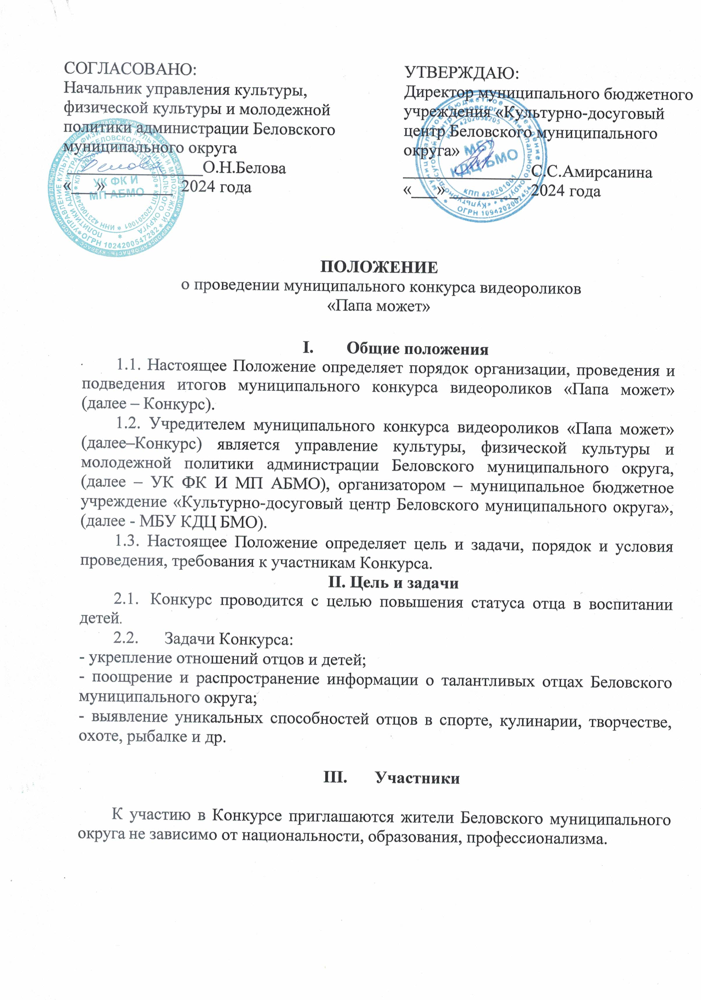 СОГЛАСОВАНО:
Начальник управления культуры,
физической культуры и молодежной
политики администрации Беловского
муниципального округа
________________О.Н.Белова
«___»________ 2024 года
УК ФК И
МП АБМО
ОГРН 1024200547282
УТВЕРЖДАЮ:
Директор муниципального бюджетного
учреждения «Культурно-досуговый
центр Беловского муниципального
округа»
_______________С.С.Амирсанина
«___» ________ 2024 года
МБУ
КДЦ БМО
КПП 420201001
ОГРН 1094202002454
ПОЛОЖЕНИЕ
о проведении муниципального конкурса видеороликов
«Папа может»
I. Общие положения
1.1. Настоящее Положение определяет порядок организации, проведения и
подведения итогов муниципального конкурса видеороликов «Папа может»
(далее – Конкурс).
1.2. Учредителем муниципального конкурса видеороликов «Папа может»
(далее–Конкурс) является управление культуры, физической культуры и
молодежной политики администрации Беловского муниципального округа,
(далее – УК ФК И МП АБМО), организатором – муниципальное бюджетное
учреждение «Культурно-досуговый центр Беловского муниципального округа»,
(далее - МБУ КДЦ БМО).
1.3. Настоящее Положение определяет цель и задачи, порядок и условия
проведения, требования к участникам Конкурса.
II. Цель и задачи
2.1. Конкурс проводится с целью повышения статуса отца в воспитании
детей.
2.2. Задачи Конкурса:
- укрепление отношений отцов и детей;
- поощрение и распространение информации о талантливых отцах Беловского
муниципального округа;
- выявление уникальных способностей отцов в спорте, кулинарии, творчестве,
охоте, рыбалке и др.
III. Участники
К участию в Конкурсе приглашаются жители Беловского муниципального
округа не зависимо от национальности, образования, профессионализма.